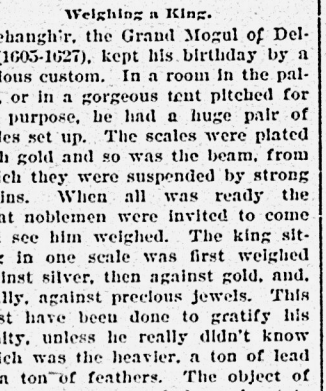 Weighing a King.
ehanghir, the Grand Mogul of Del-
(1605-1627), kept his birthday by a
ious custom. In a room in the pal-
, or in a gorgeous tent pitched for
purpose, he had a huge pair of
les set up. The scales were plated
h gold and so was the beam, from
ich they were suspended by strong
ins. When all was ready the
at noblemen were invited to come
see him weighed. The king sit-
g in one scale was first weighed
inst silver, then against gold, and,
lly, against precious jewels. This
st have been done to gratify his
ity, unless he really didn't know
ich was the heavier, a ton of lead
a ton of feathers. The object of